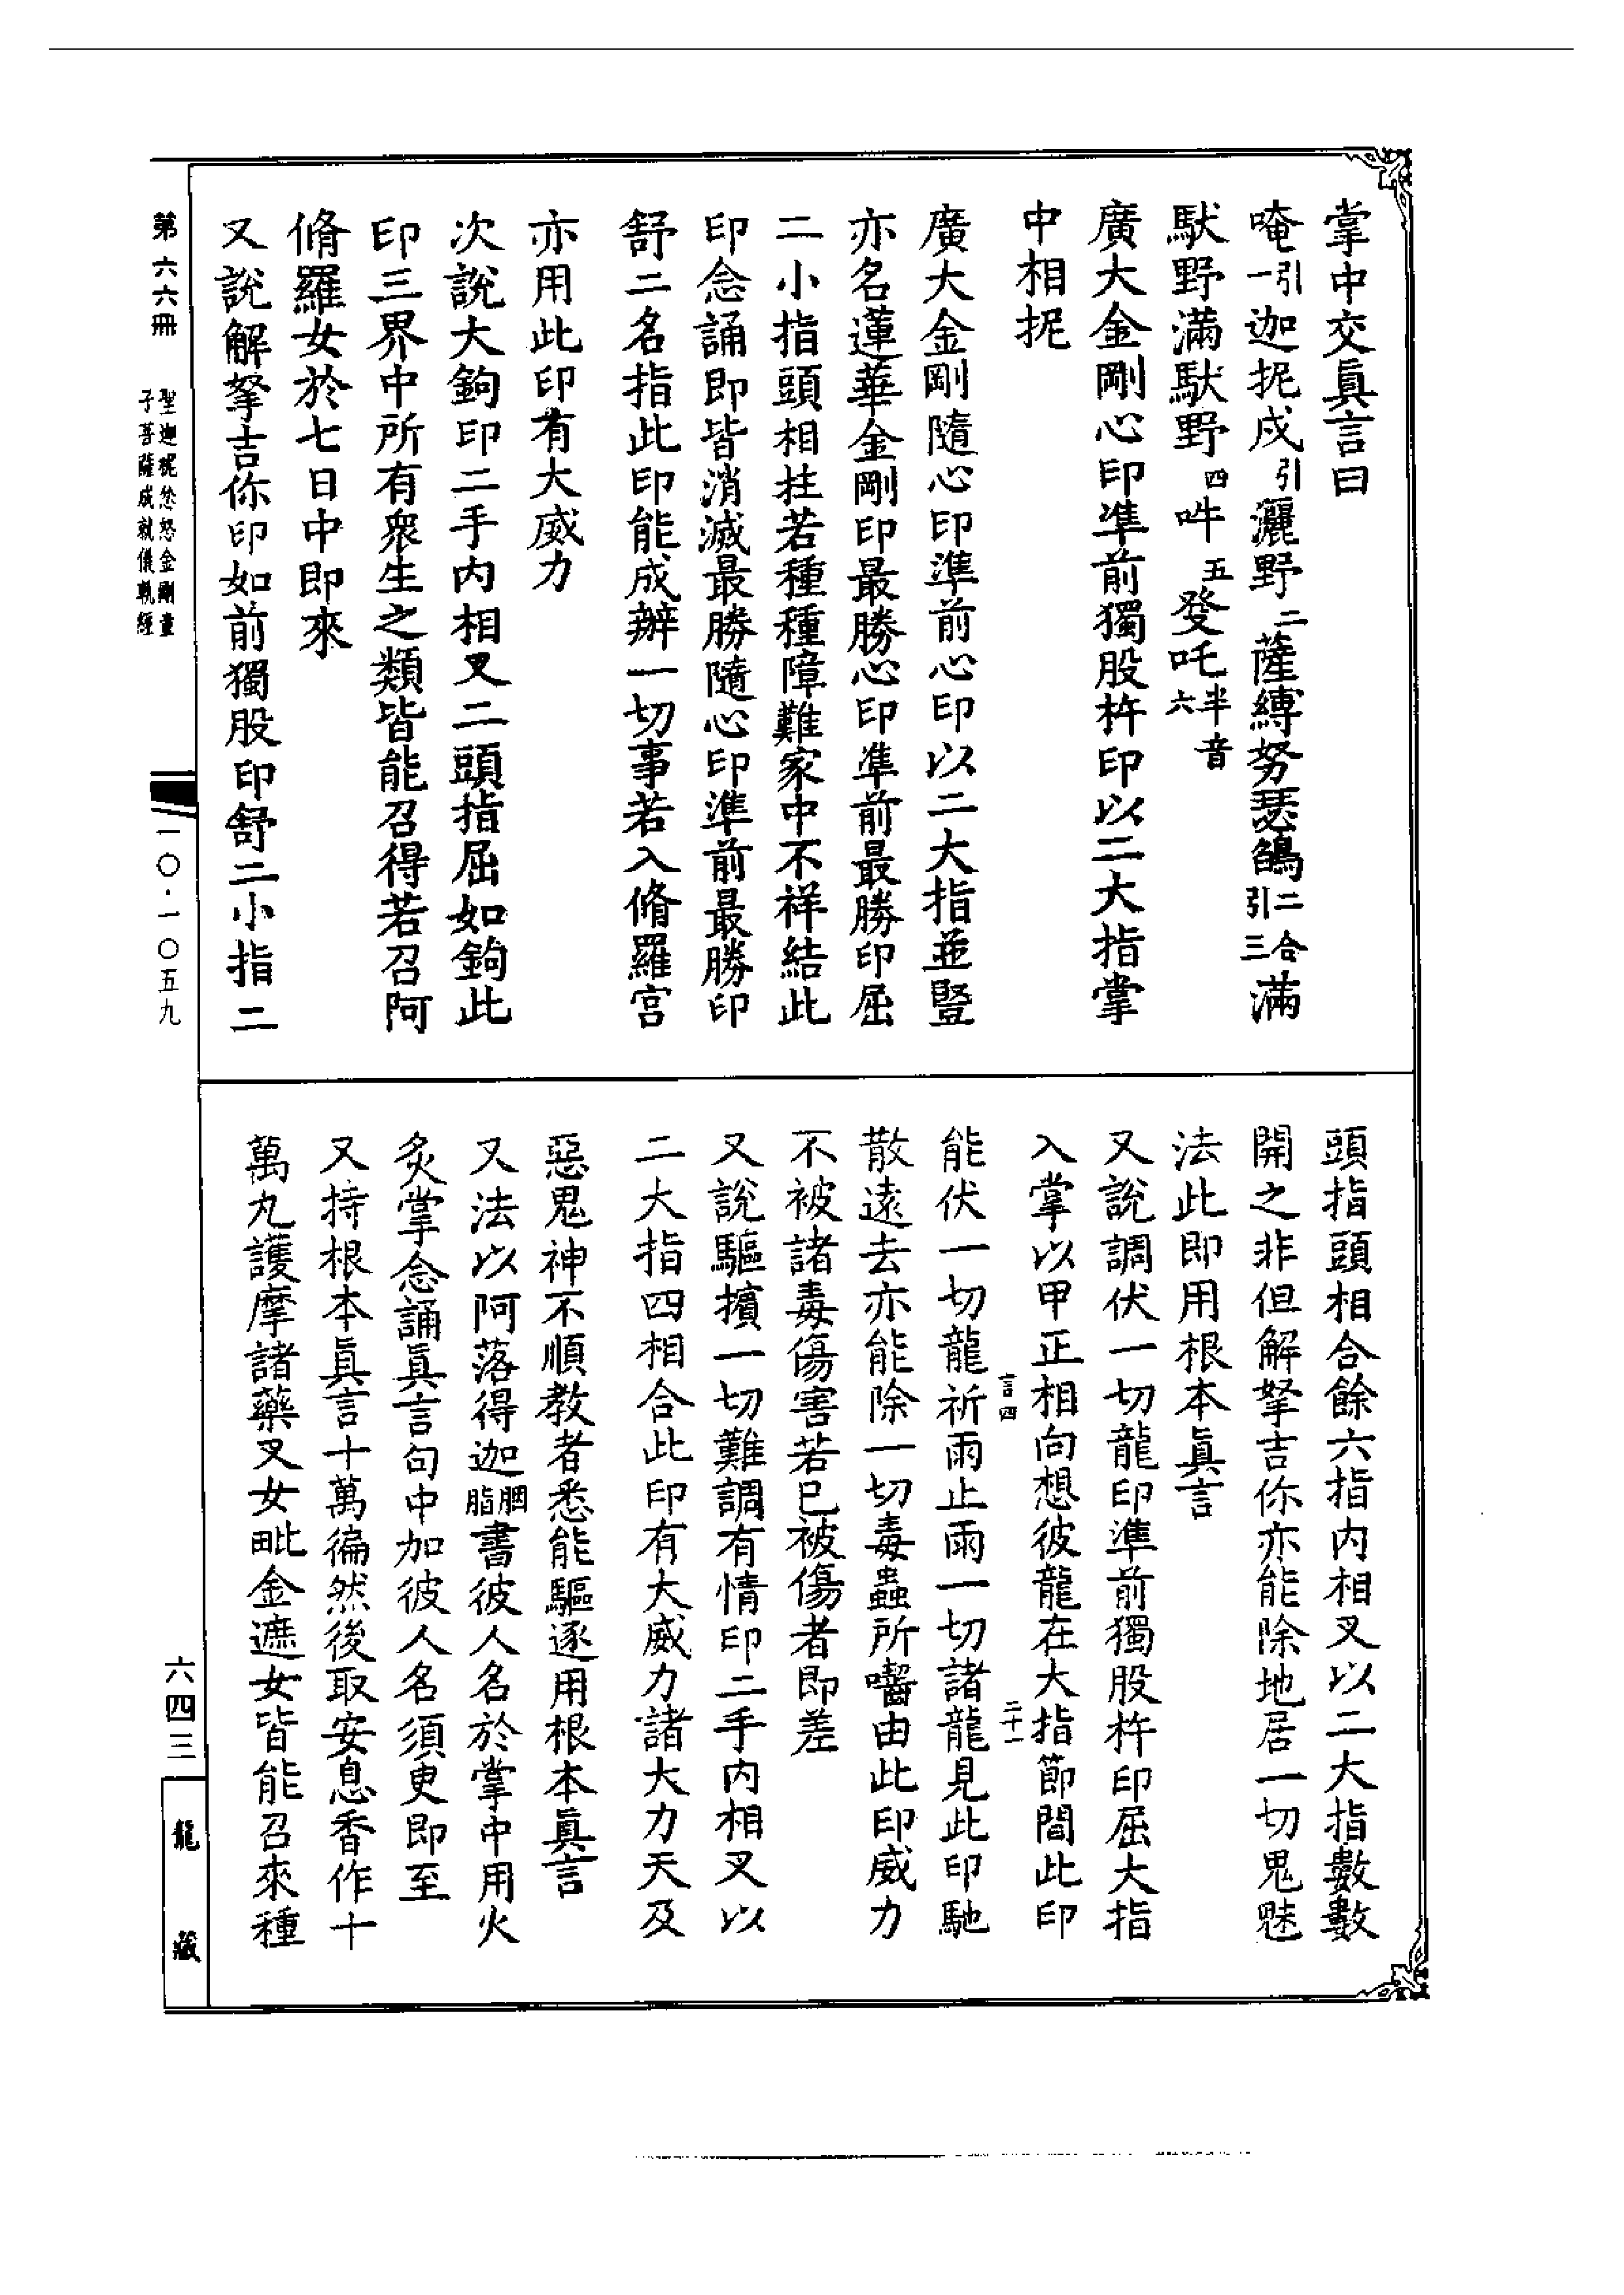 掌中交眞言曰
唵引一迦抳戍引灑野二薩縛努瑟鵮二合引三滿
馱野滿馱野四吽五發吒半音六
廣大金剛心印準前獨股杵印以二大指掌
中相抳
廣大金剛隨心印準前心印以二大指並豎
亦名蓮華金剛印最勝心印準前最勝印屈
二小指頭相拄若種種障難家中不祥結此
印念誦即皆消滅最勝隨心印準前最勝印
舒二名指此印能成辦一切事若入脩羅宮
亦用此印有大威力
次說大鉤印二手內相叉二頭指屈如鉤此
印三界中所有衆生之類皆能召得若召阿
脩羅女於七日中即來
又說解拏吉你印如前獨股印舒二小指二
頭指頭相合餘六指內相叉以二大指數數
開之非但解拏吉你亦能除地居一切鬼魅
法此即用根本眞言
又說調伏一切龍印準前獨股杵印屈大指
入掌以甲正相向想彼龍在大指節間此印
言四 二十一
能伏一切龍祈雨止雨一切諸龍見此印馳
散遠去亦能除一切毒蟲所囓由此印威力
不被諸毒傷害若已被傷者即差
又說驅擯一切難調有情印二手內相叉以
二大指四相合此印有大威力諸大力天及
惡鬼神不順教者悉能驅逐用根本眞言
又法以阿落得迦胭脂書彼人名於掌中用火
炙掌念誦眞言句中加彼人名須臾即至
又持根本眞言十萬徧然後取安息香作十
萬丸護摩諸藥叉女毗金遮女皆能召來種
第六六冊
聖迦抳忿怒金剛童
子菩薩成就儀軌經
一〇·一〇五九
六四三
龍藏